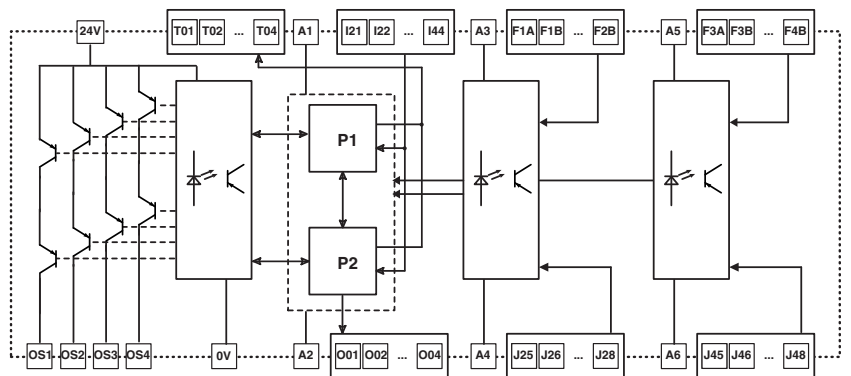 24V T01 T02 ... T04 A1 I21 I22 ... I44 A3 F1A F1B ... F2B A5 F3A F3B ... F4B
P1
P2
OS1 OS2 OS3 OS4 0V A2 O01 O02 ... O04 A4 J25 J26 ... J28 A6 J45 J46 ... J48